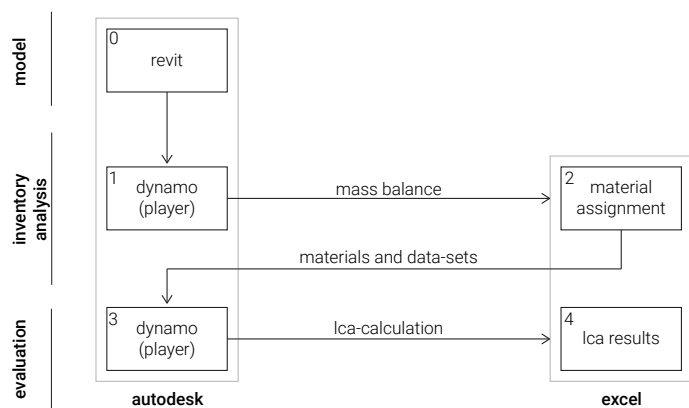 model
0
revit
inventory
analysis
1
dynamo
(player)
mass balance
2
material
assignment
materials and data-sets
evaluation
3
dynamo
(player)
lca-calculation
4
lca results
autodesk
excel